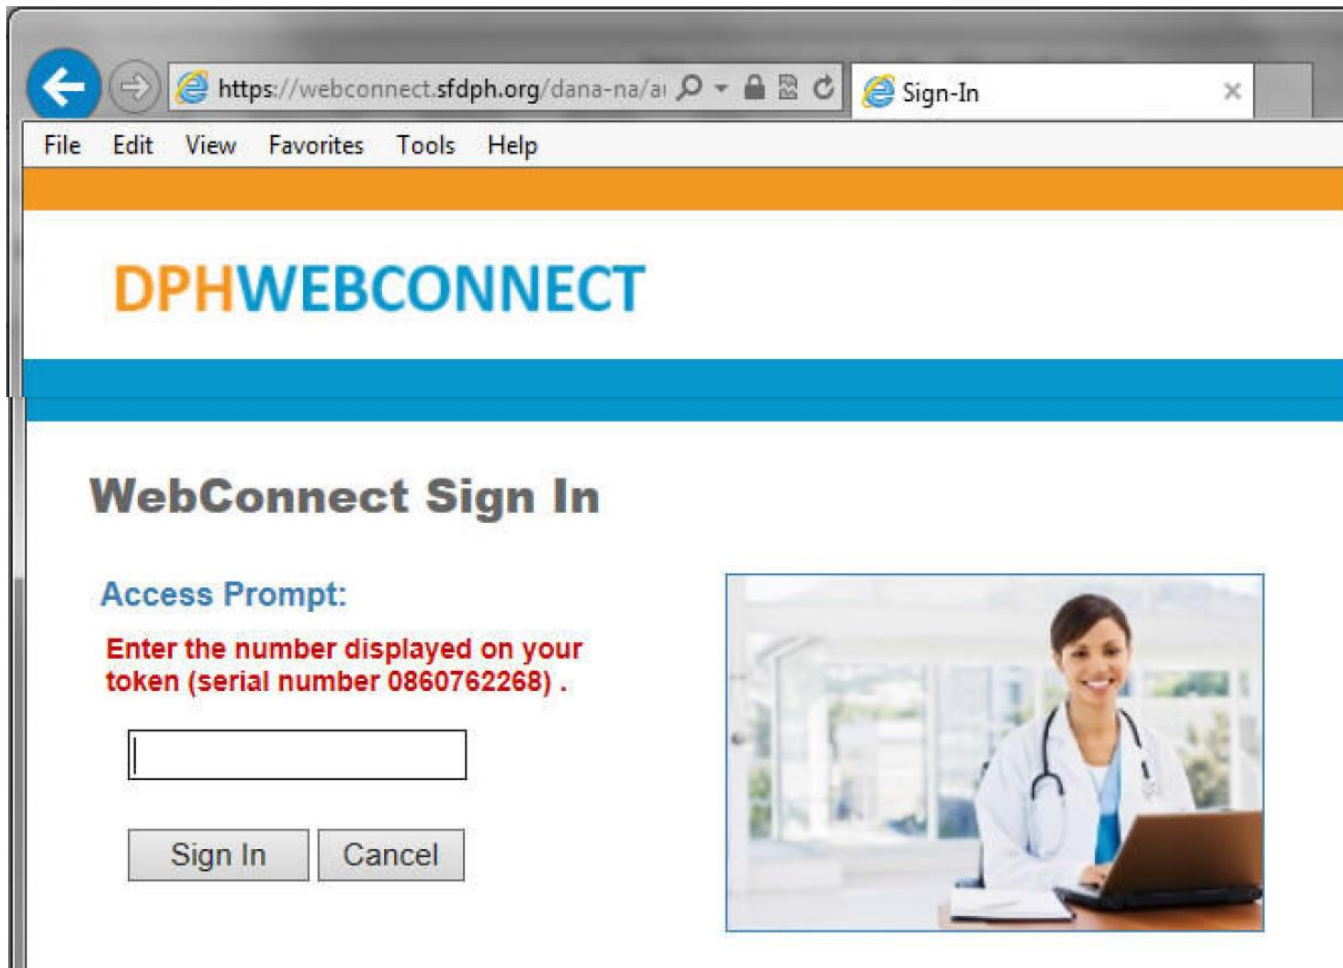 https://webconnect.sfdph.org/dana-na/au
Sign-In
File Edit View Favorites Tools Help
DPHWEBCONNECT
WebConnect Sign In
Access Prompt:
Enter the number displayed on your
token (serial number 0860762268) .
Sign In Cancel